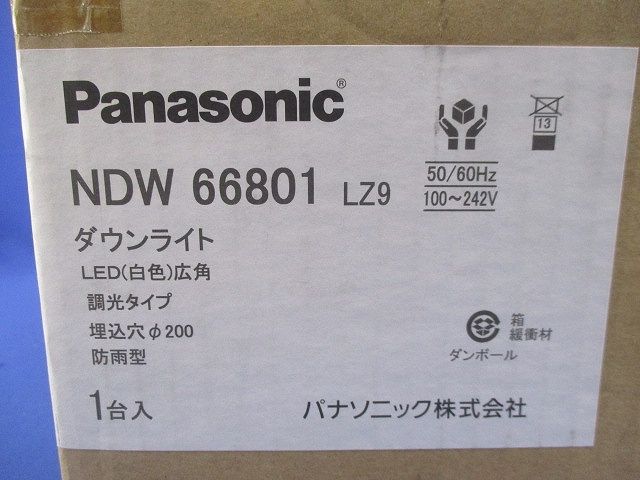 Panasonic®
13
NDW 66801 LZ9
50/60Hz
100～242V
ダウンライト
LED(白色)広角
調光タイプ
埋込穴φ200
防雨型
箱
緩衝材
ダンボール
1台入
パナソニック株式会社